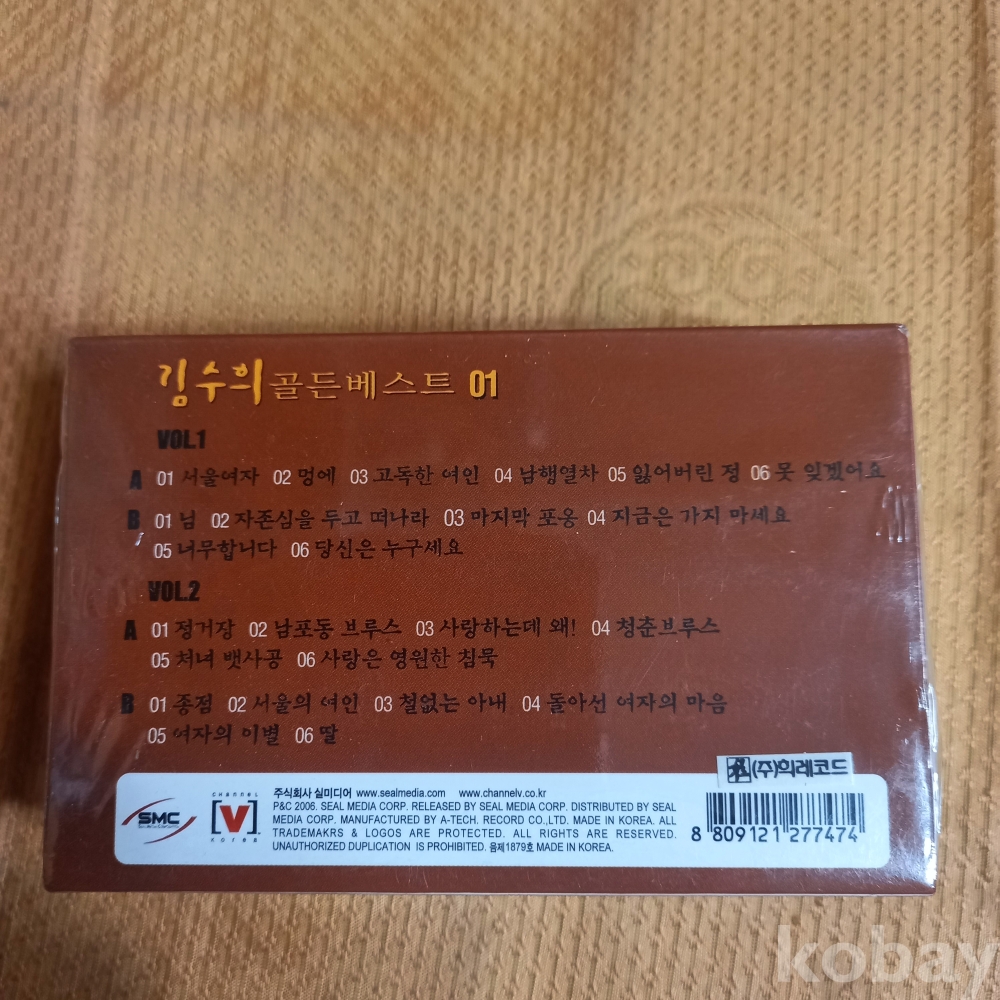 김수희골든베스트 01
VOL.1
A 01 서울여자 02 멍에 03 고독한 여인 04 남행열차 05 잃어버린 정 06 못 잊겠어요
B 01 님 02 자존심을 두고 떠나라 03 마지막 포옹 04 지금은 가지 마세요
05 너무합니다 06 당신은 누구세요
VOL.2
A 01 정거장 02 남포동 브루스 03 사랑하는데 왜! 04 청춘브루스
05 처녀 뱃사공 06 사랑은 영원한 침묵
B 01 종점 02 서울의 여인 03 철없는 아내 04 돌아선 여자의 마음
05 여자의 이별 06 딸
(주)희레코드
SMC
CHANNEL
[V]
korea
주식회사 실미디어 www.sealmedia.com www.channelv.co.kr
P&C 2006. SEAL MEDIA CORP. RELEASED BY SEAL MEDIA CORP. DISTRIBUTED BY SEAL
MEDIA CORP. MANUFACTURED BY A-TECH. RECORD CO.,LTD. MADE IN KOREA. ALL
TRADEMAKRS & LOGOS ARE PROTECTED. ALL RIGHTS ARE RESERVED.
UNAUTHORIZED DUPLICATION IS PROHIBITED. 음제1879호 MADE IN KOREA.
8 809121 277474
kobay